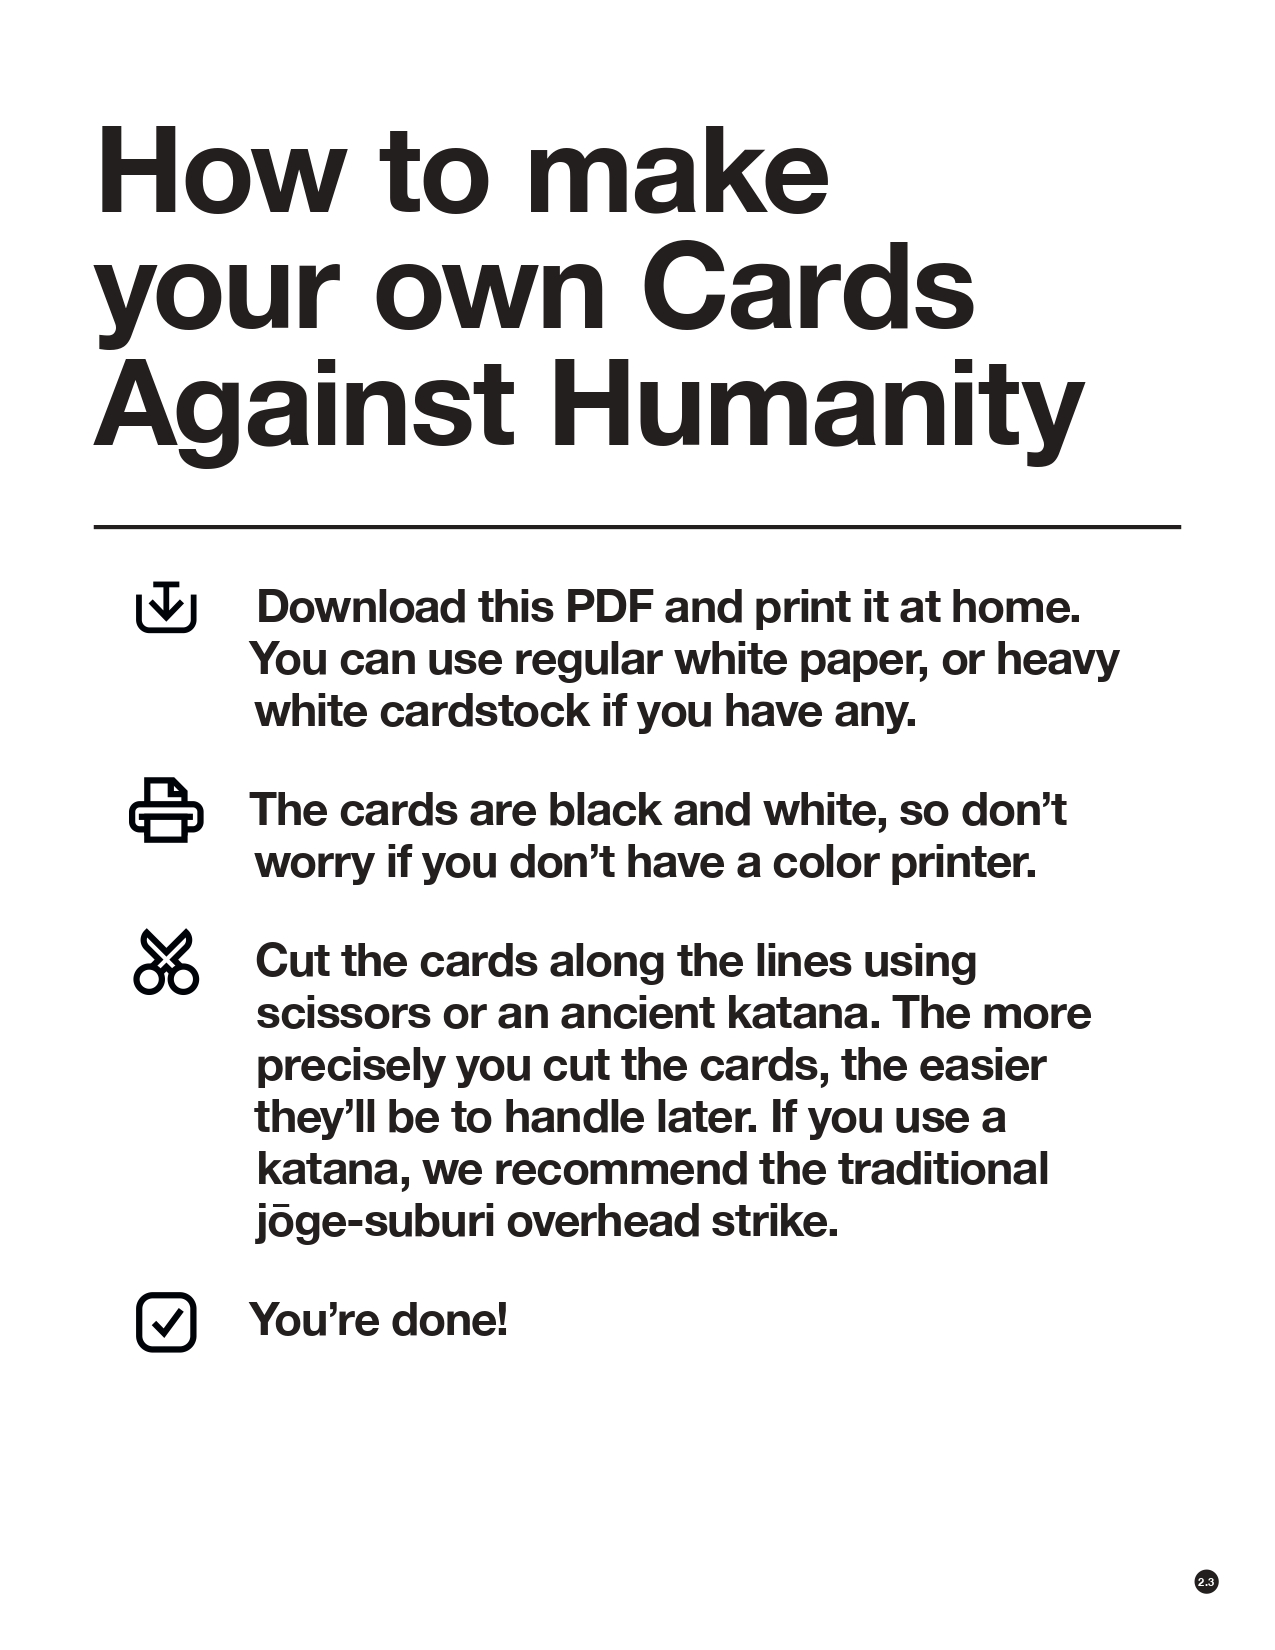 How to make
your own Cards
Against Humanity
Download this PDF and print it at home.
You can use regular white paper, or heavy
white cardstock if you have any.
The cards are black and white, so don’t
worry if you don’t have a color printer.
Cut the cards along the lines using
scissors or an ancient katana. The more
precisely you cut the cards, the easier
they’ll be to handle later. If you use a
katana, we recommend the traditional
jōge-suburi overhead strike.
You’re done!
2.3